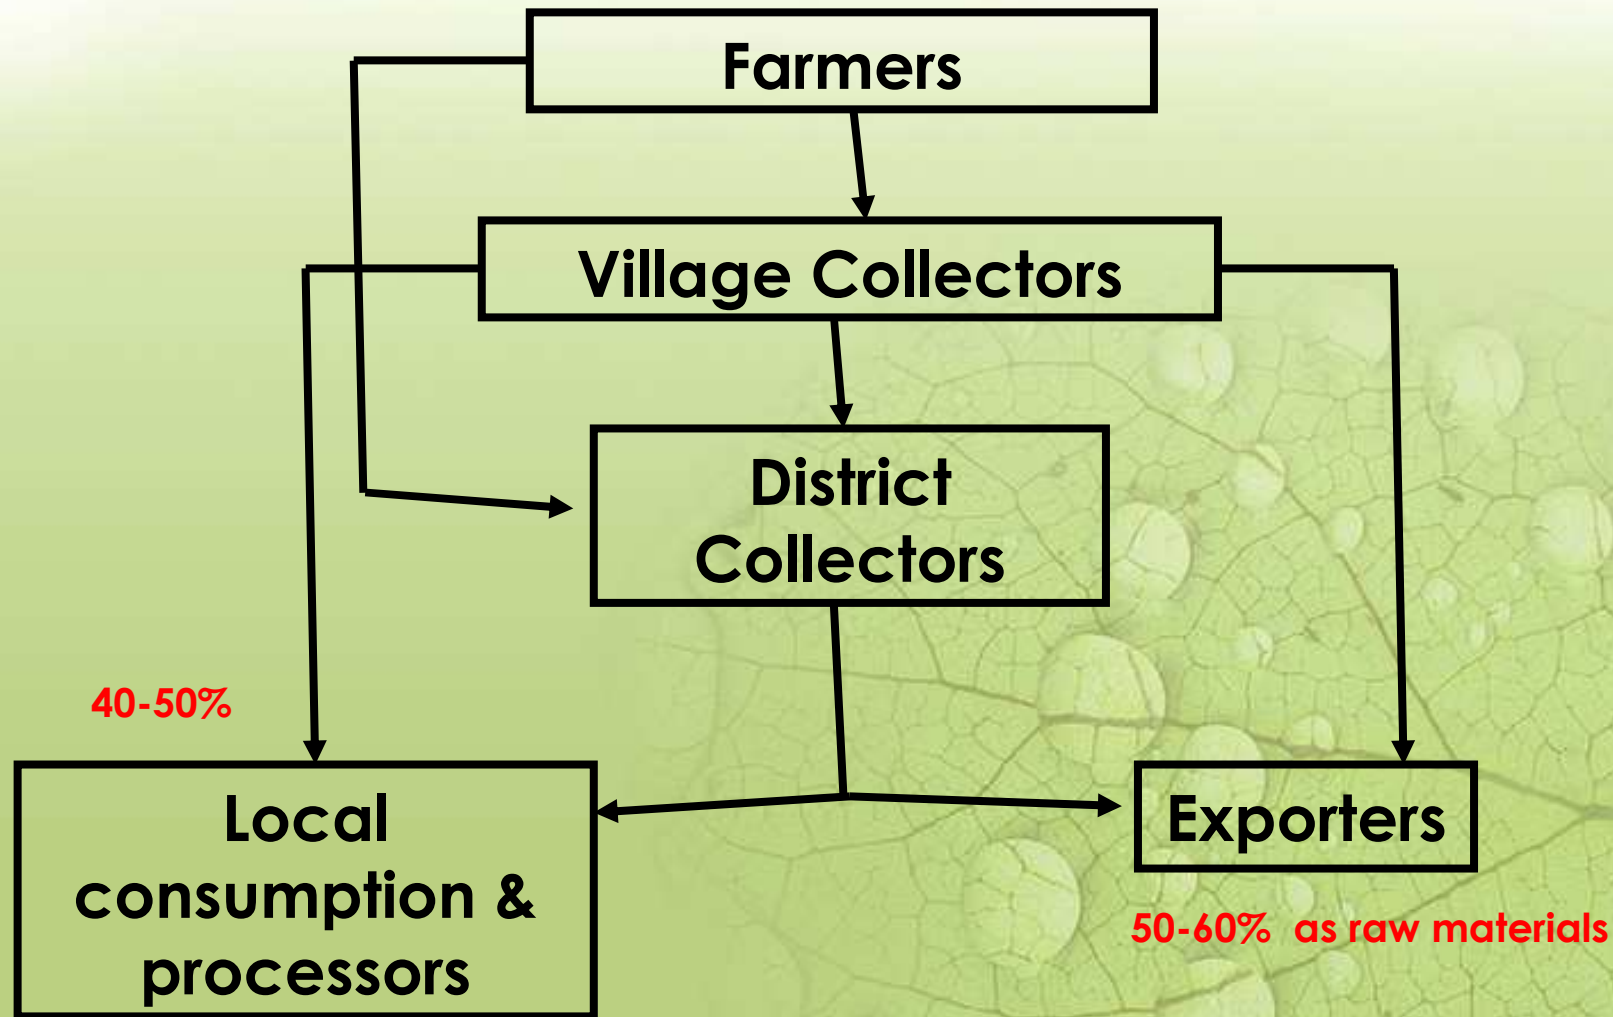 Farmers
Village Collectors
District
Collectors
40-50%
Local
consumption &
processors
Exporters
50-60% as raw materials